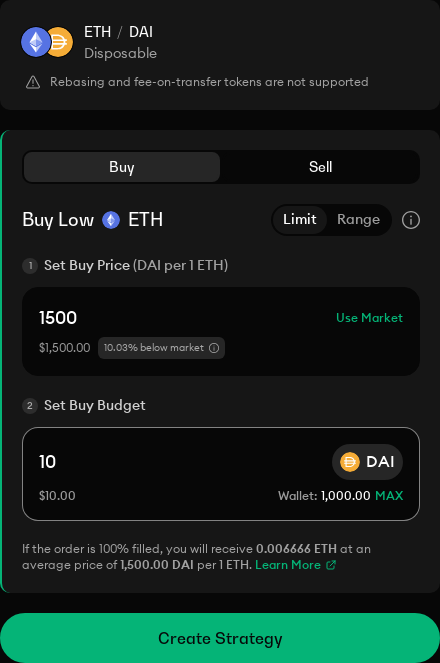 ETH / DAI
Disposable
Rebasing and fee-on-transfer tokens are not supported
Buy Sell
Buy Low ETH Limit Range
1 Set Buy Price (DAI per 1 ETH)
1500 Use Market
$1,500.00 10.03% below market
2 Set Buy Budget
10 DAI
$10.00 Wallet: 1,000.00 MAX
If the order is 100% filled, you will receive 0.006666 ETH at an
average price of 1,500.00 DAI per 1 ETH. Learn More
Create Strategy